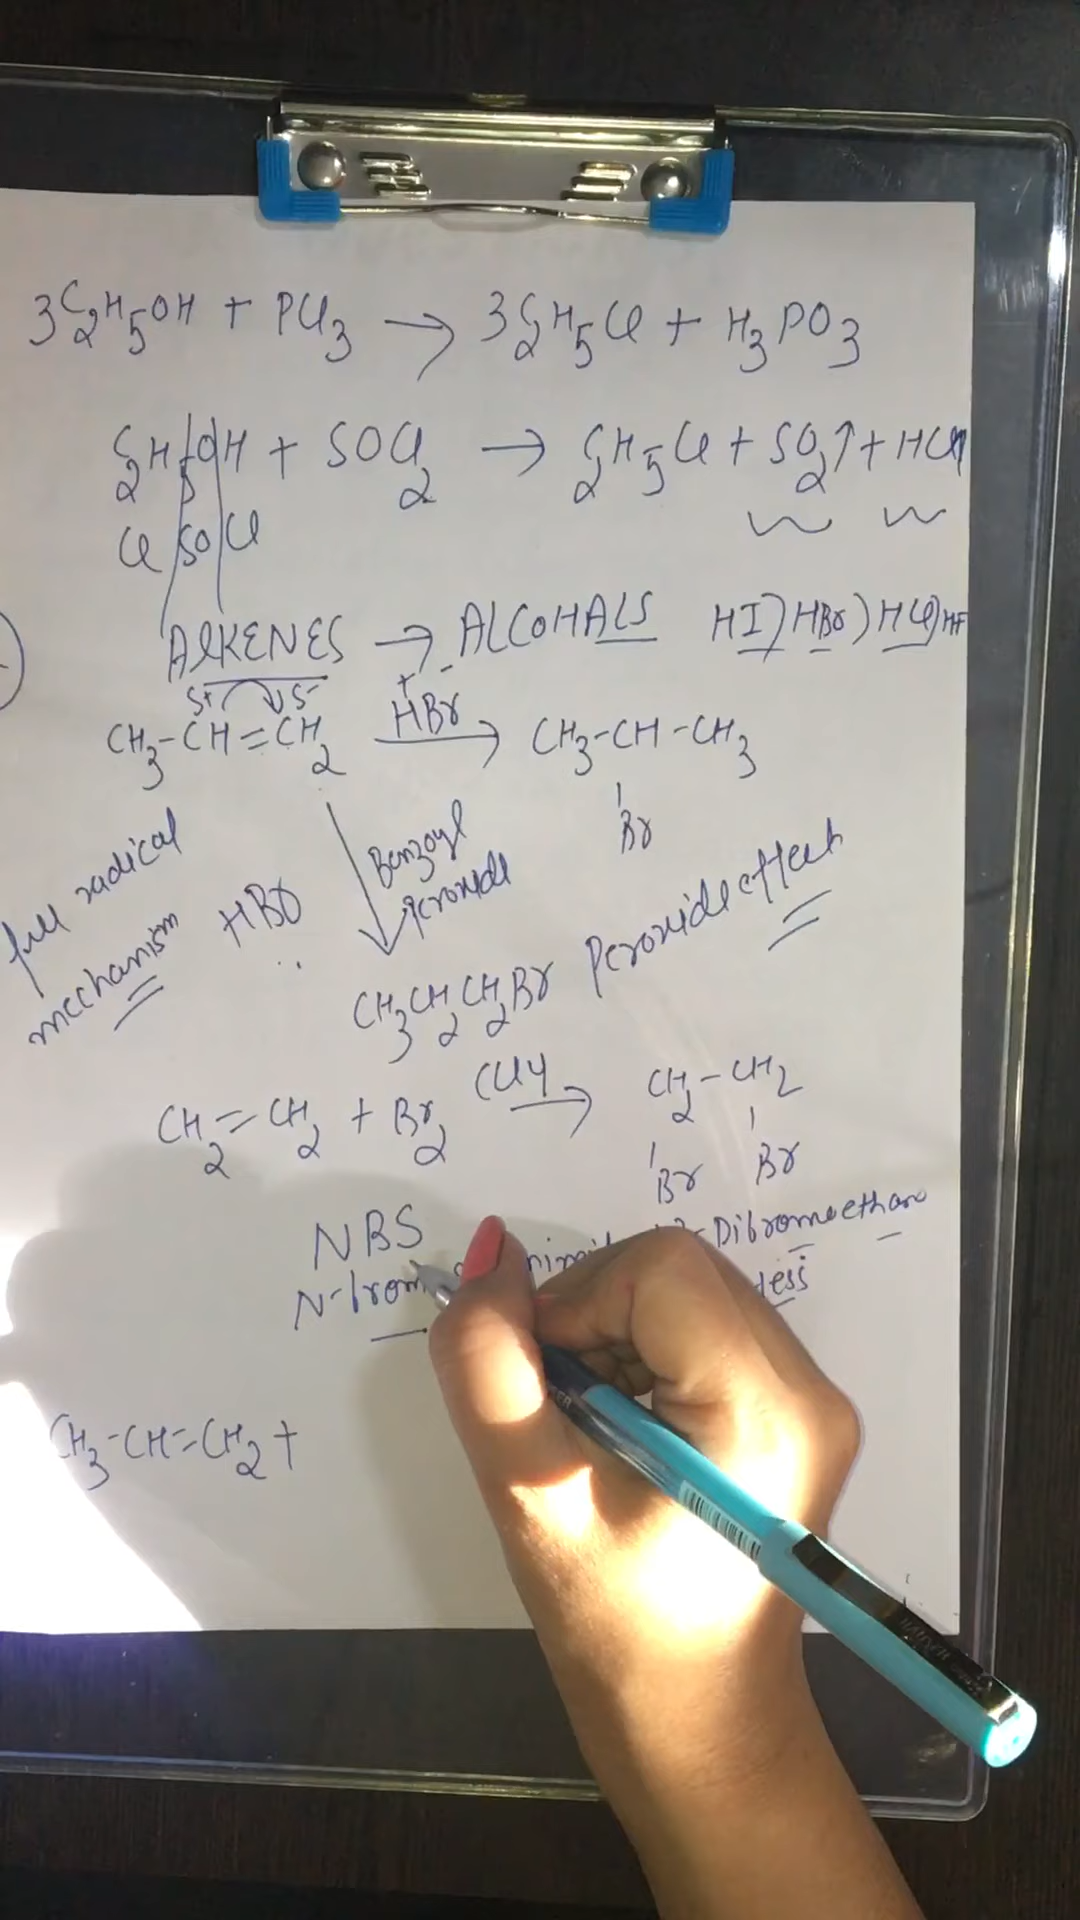 3C2H5OH + PCl3 → 3C2H5Cl + H3PO3
C2H5OH + SOCl2 → C2H5Cl + SO2↑ + HCl
Cl SO Cl
ALKENES → ALCOHALS HI > HBr > HCl > HF
δ+ δ- + -
CH3-CH=CH2 HBr → CH3-CH-CH3
Br
free radical mechanism HBr
Benzoyl peroxide
Peroxide effect
CH3CH2CH2Br
CH2=CH2 + Br2 CCl4 → CH2-CH2
Br Br
NBS Dibromoethane
N-brom
CH3-CH=CH2 +